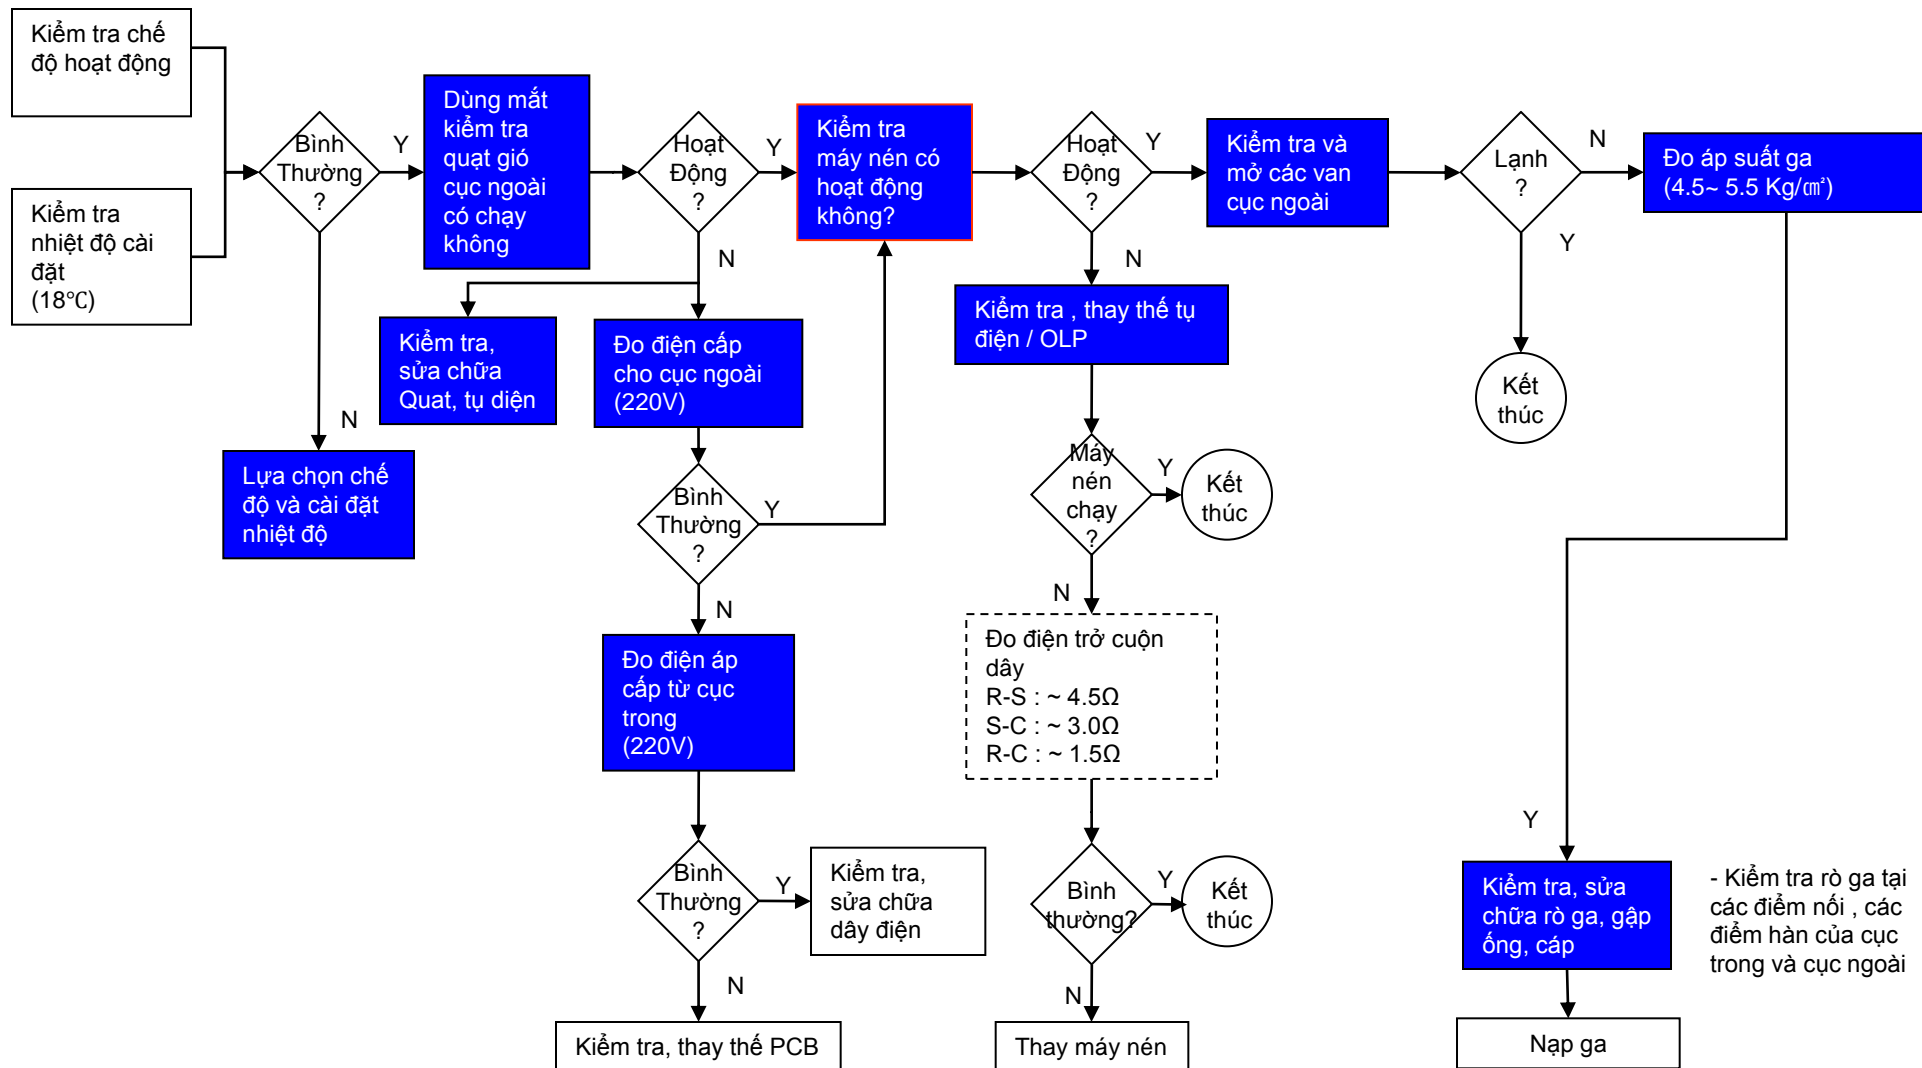 Kiểm tra chế
độ hoạt động
Kiểm tra
nhiệt độ cài
đặt
(18℃)
Bình
Thường
?
Y
N
Lựa chọn chế
độ và cài đặt
nhiệt độ
Dùng mắt
kiểm tra
quạt gió
cục ngoài
có chạy
không
Hoạt
Động
?
Y
N
Kiểm tra,
sửa chữa
Quat, tụ diện
Đo điện cấp
cho cục ngoài
(220V)
Bình
Thường
?
Y
N
Đo điện áp
cấp từ cục
trong
(220V)
Bình
Thường
?
Y
Kiểm tra,
sửa chữa
dây điện
N
Kiểm tra, thay thế PCB
Kiểm tra
máy nén có
hoạt động
không?
Hoạt
Động
?
Y
N
Kiểm tra , thay thế tụ
điện / OLP
Máy
nén
chạy
?
Y
Kết
thúc
N
Đo điện trở cuộn
dây
R-S : ~ 4.5Ω
S-C : ~ 3.0Ω
R-C : ~ 1.5Ω
Bình
thường?
Y
Kết
thúc
N
Thay máy nén
Kiểm tra và
mở các van
cục ngoài
Lạnh
?
N
Y
Kết
thúc
Đo áp suất ga
(4.5~ 5.5 Kg/㎠)
Y
Kiểm tra, sửa
chữa rò ga, gập
ống, cáp
- Kiểm tra rò ga tại
các điểm nối , các
điểm hàn của cục
trong và cục ngoài
Nạp ga